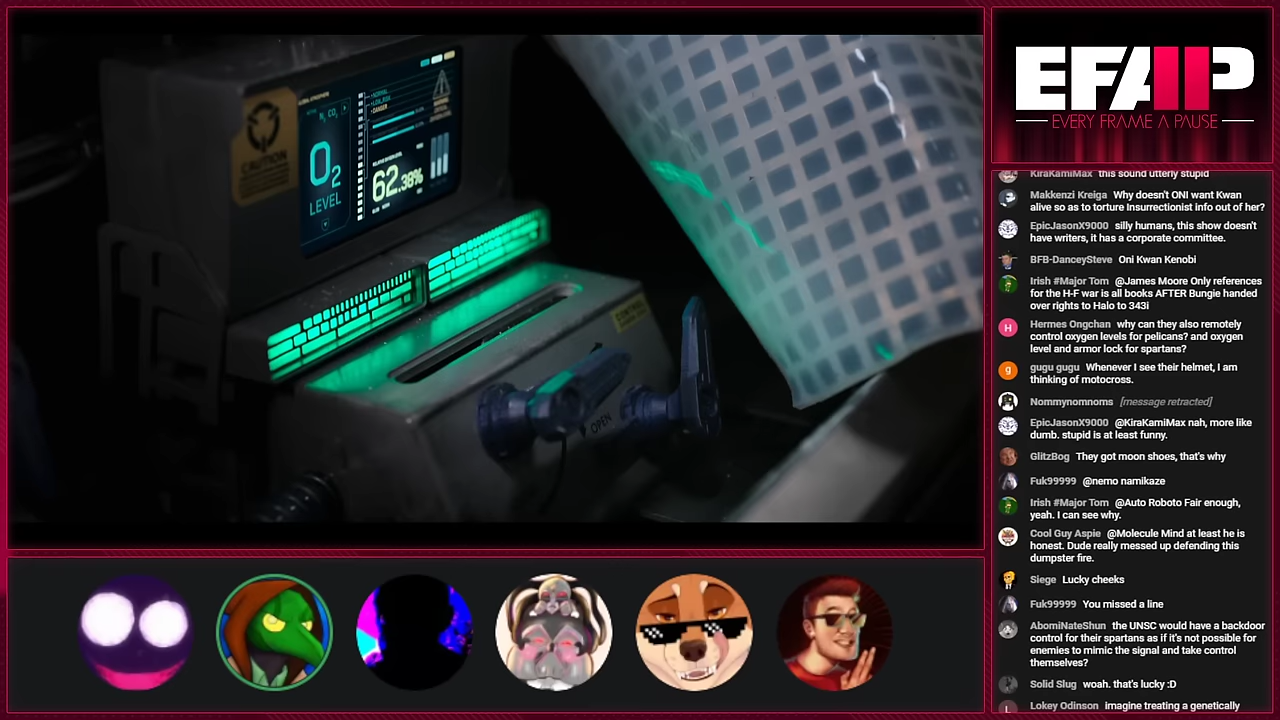 CAUTION
N₂ CO₂
O₂
LEVEL
NORMAL
LOW_RISK
DANGER
62.38%
OPEN
EFAP
EVERY FRAME A PAUSE
KiraKamiMax this sound utterly stupid
Makkenzi Kreiga Why doesn't ONI want Kwan
alive so as to torture Insurrectionist info out of her?
EpicJasonX9000 silly humans, this show doesn't
have writers, it has a corporate committee.
BFB-DanceySteve Oni Kwan Kenobi
Irish #Major Tom @James Moore Only references
for the H-F war is all books AFTER Bungie handed
over rights to Halo to 343i
H
Hermes Ongchan why can they also remotely
control oxygen levels for pelicans? and oxygen
level and armor lock for spartans?
g
gugu gugu Whenever I see their helmet, I am
thinking of motocross.
Nommynomnoms [message retracted]
EpicJasonX9000 @KiraKamiMax nah, more like
dumb. stupid is at least funny.
GlitzBog They got moon shoes, that's why
Fuk99999 @nemo namikaze
Irish #Major Tom @Auto Roboto Fair enough,
yeah. I can see why.
Cool Guy Aspie @Molecule Mind at least he is
honest. Dude really messed up defending this
dumpster fire.
Siege Lucky cheeks
Fuk99999 You missed a line
AbomiNateShun the UNSC would have a backdoor
control for their spartans as if it's not possible for
enemies to mimic the signal and take control
themselves?
Solid Slug woah. that's lucky :D
L
Lokey Odinson imagine treating a genetically